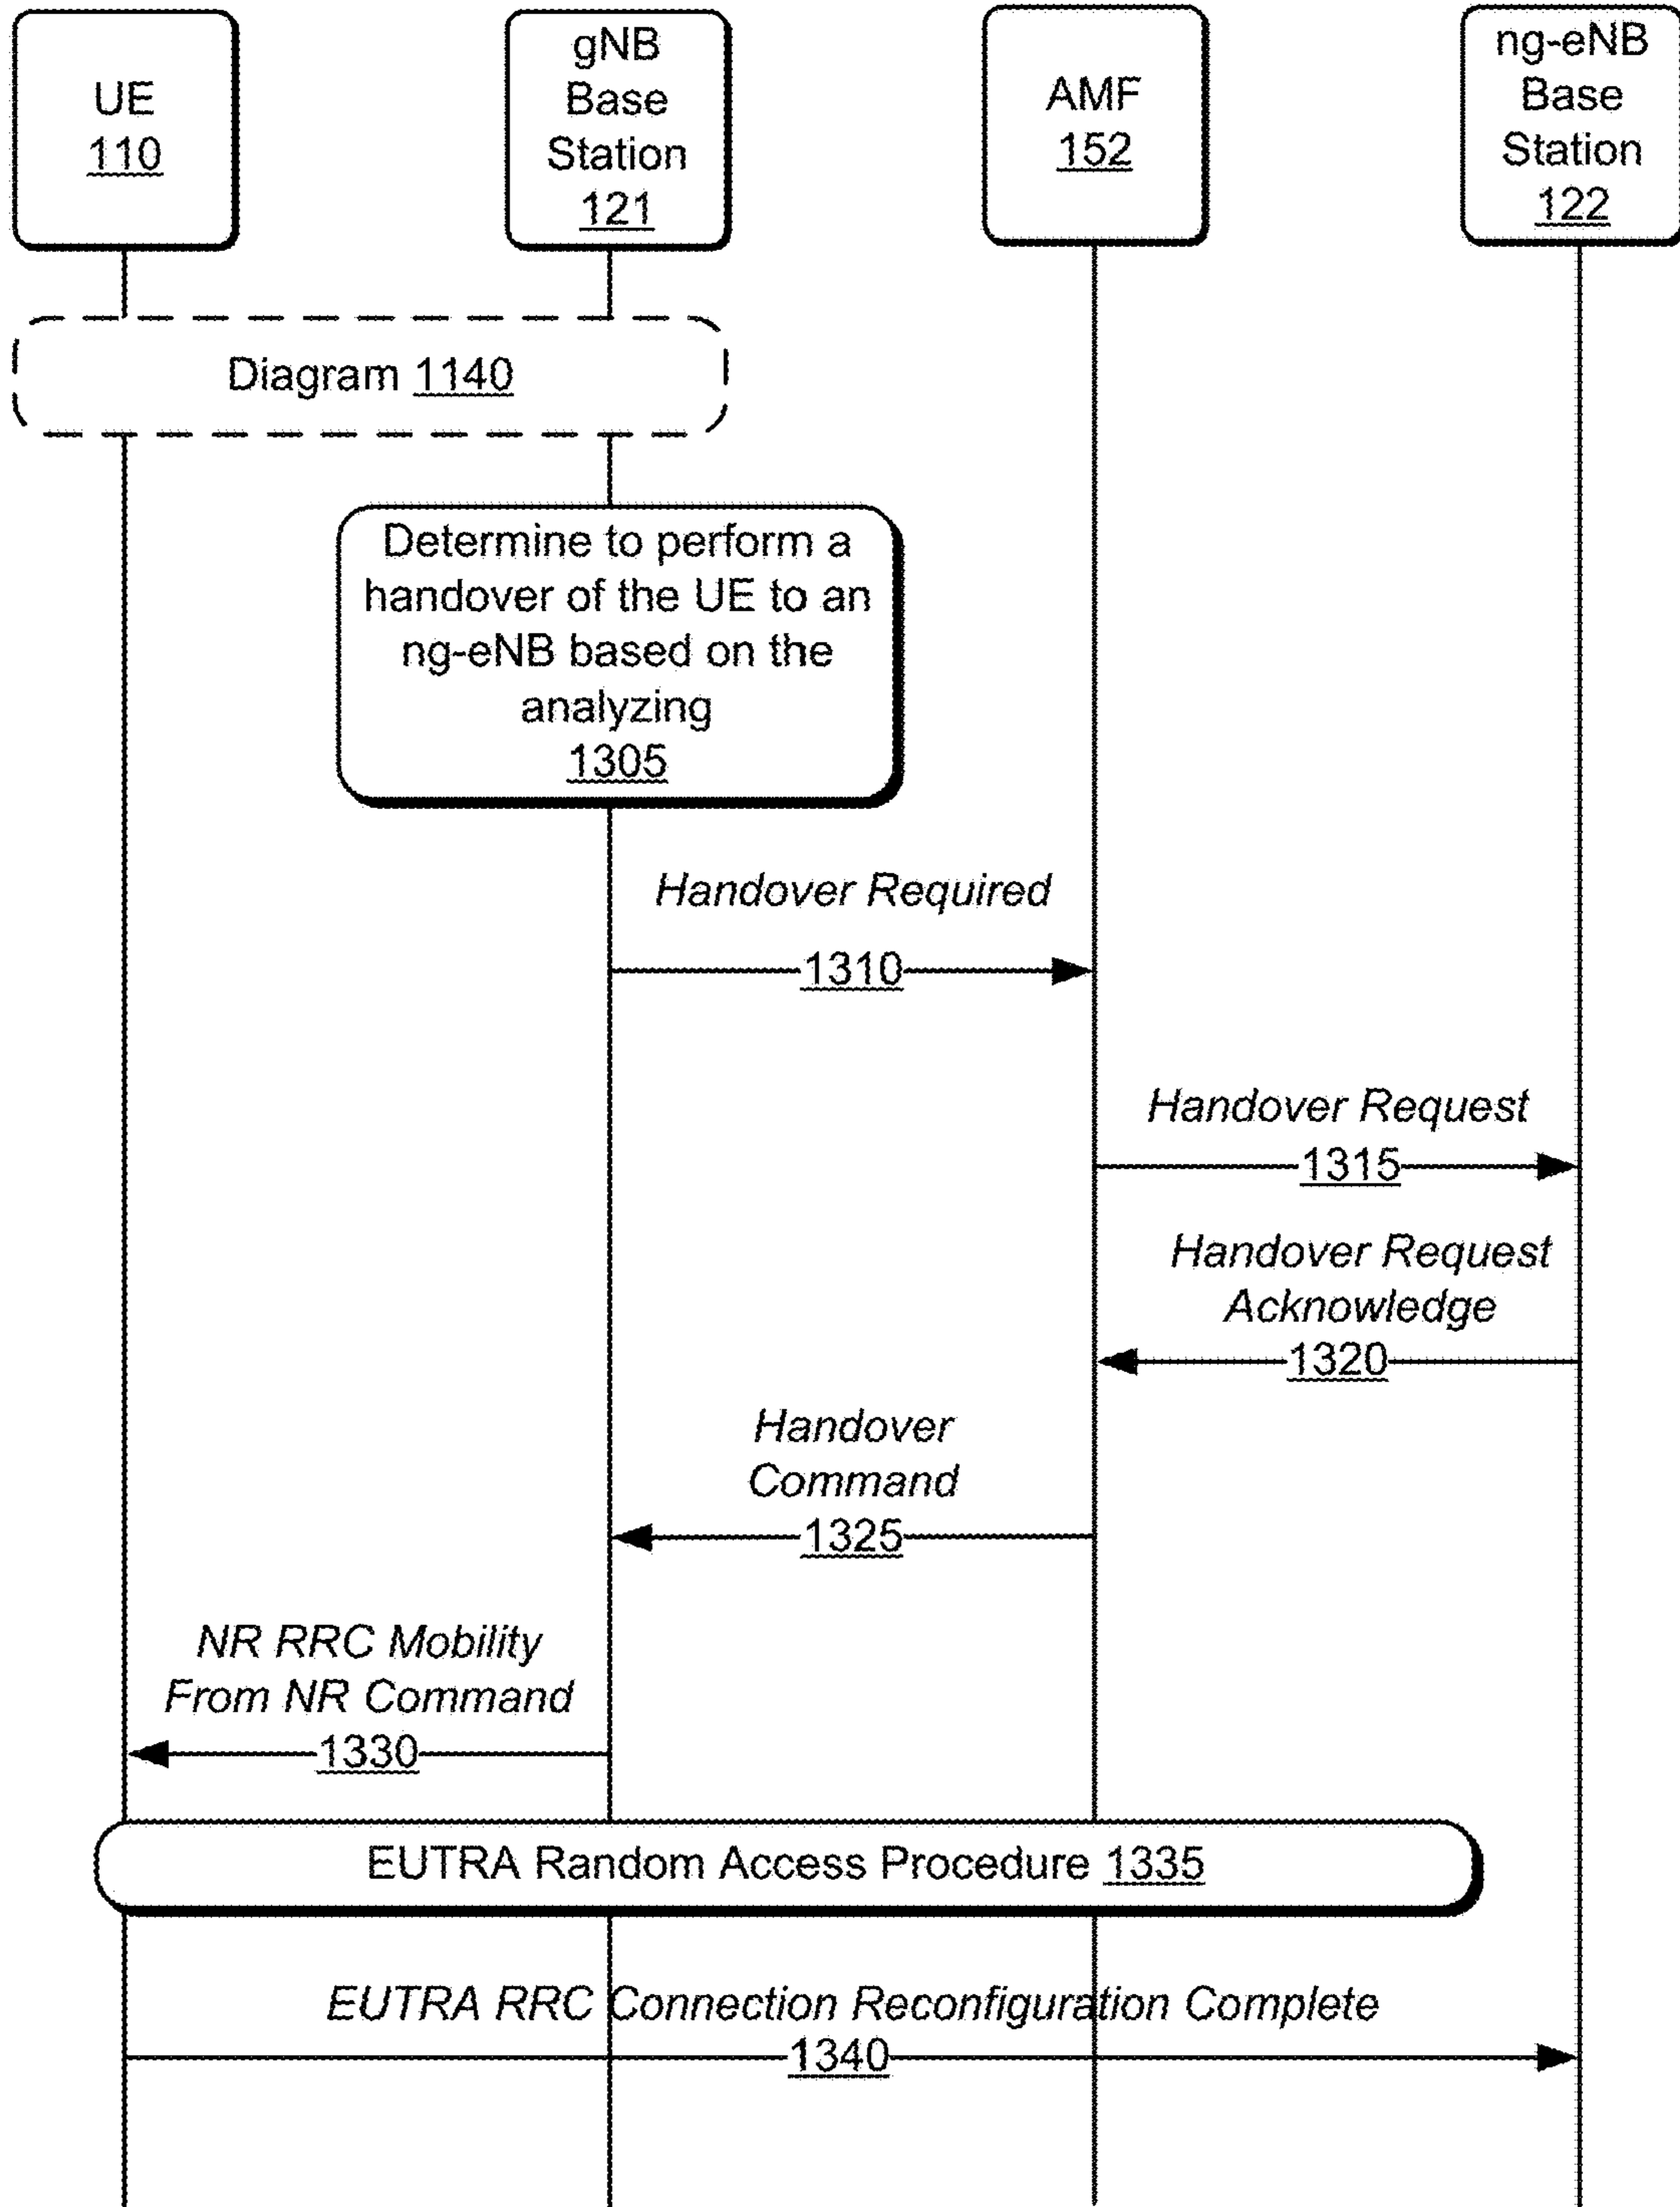 UE
110
gNB
Base
Station
121
AMF
152
ng-eNB
Base
Station
122
Diagram 1140
Determine to perform a
handover of the UE to an
ng-eNB based on the
analyzing
1305
Handover Required
1310
Handover Request
1315
Handover Request
Acknowledge
1320
Handover
Command
1325
NR RRC Mobility
From NR Command
1330
EUTRA Random Access Procedure 1335
EUTRA RRC Connection Reconfiguration Complete
1340